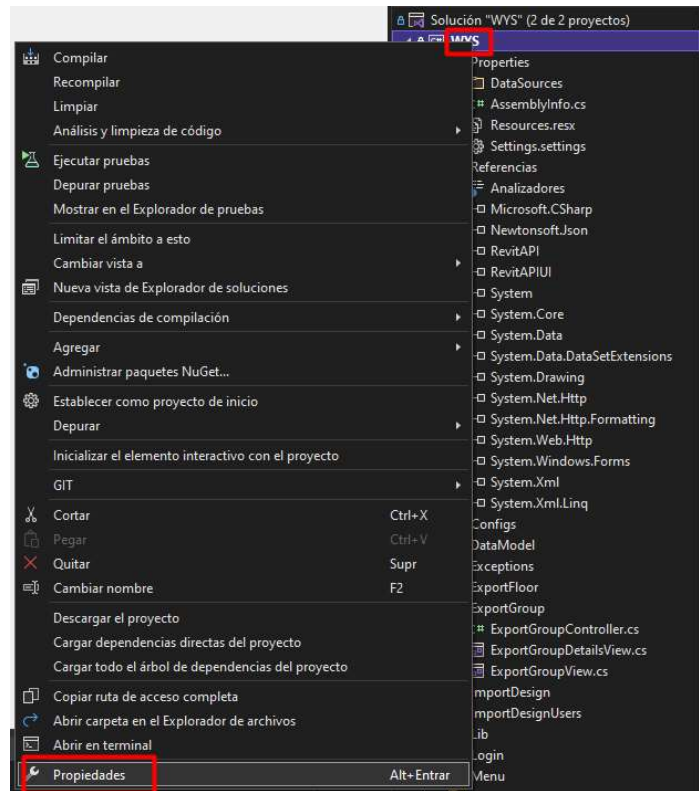 Solución "WYS" (2 de 2 proyectos)
WYS
Compilar
Recompilar
Limpiar
Análisis y limpieza de código
Ejecutar pruebas
Depurar pruebas
Mostrar en el Explorador de pruebas
Limitar el ámbito a esto
Cambiar vista a
Nueva vista de Explorador de soluciones
Dependencias de compilación
Agregar
Administrar paquetes NuGet...
Establecer como proyecto de inicio
Depurar
Inicializar el elemento interactivo con el proyecto
GIT
Cortar Ctrl+X
Pegar Ctrl+V
Quitar Supr
Cambiar nombre F2
Descargar el proyecto
Cargar dependencias directas del proyecto
Cargar todo el árbol de dependencias del proyecto
Copiar ruta de acceso completa
Abrir carpeta en el Explorador de archivos
Abrir en terminal
Propiedades Alt+Entrar
Properties
DataSources
AssemblyInfo.cs
Resources.resx
Settings.settings
Referencias
Analizadores
Microsoft.CSharp
Newtonsoft.Json
RevitAPI
RevitAPIUI
System
System.Core
System.Data
System.Data.DataSetExtensions
System.Drawing
System.Net.Http
System.Net.Http.Formatting
System.Web.Http
System.Windows.Forms
System.Xml
System.Xml.Linq
Configs
DataModel
Exceptions
ExportFloor
ExportGroup
ExportGroupController.cs
ExportGroupDetailsView.cs
ExportGroupView.cs
mportDesign
mportDesignUsers
Lib
Login
Menu